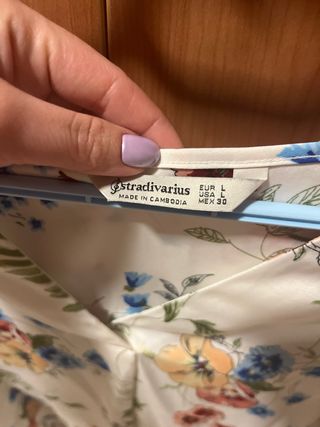 stradivarius
MADE IN CAMBODIA
EUR L
USA L
MEX 30